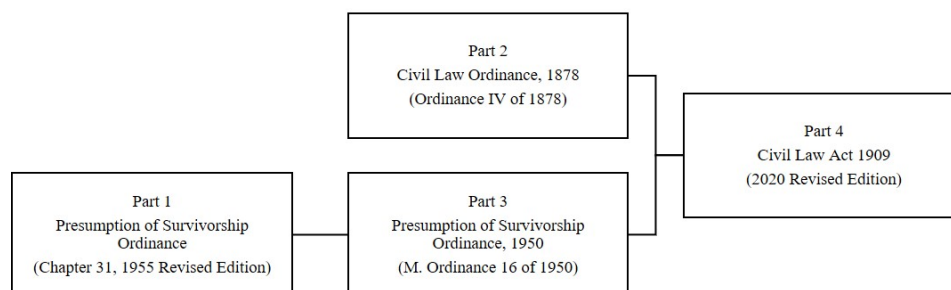 Part 2
Civil Law Ordinance, 1878
(Ordinance IV of 1878)
Part 4
Civil Law Act 1909
(2020 Revised Edition)
Part 1
Presumption of Survivorship
Ordinance
(Chapter 31, 1955 Revised Edition)
Part 3
Presumption of Survivorship
Ordinance, 1950
(M. Ordinance 16 of 1950)